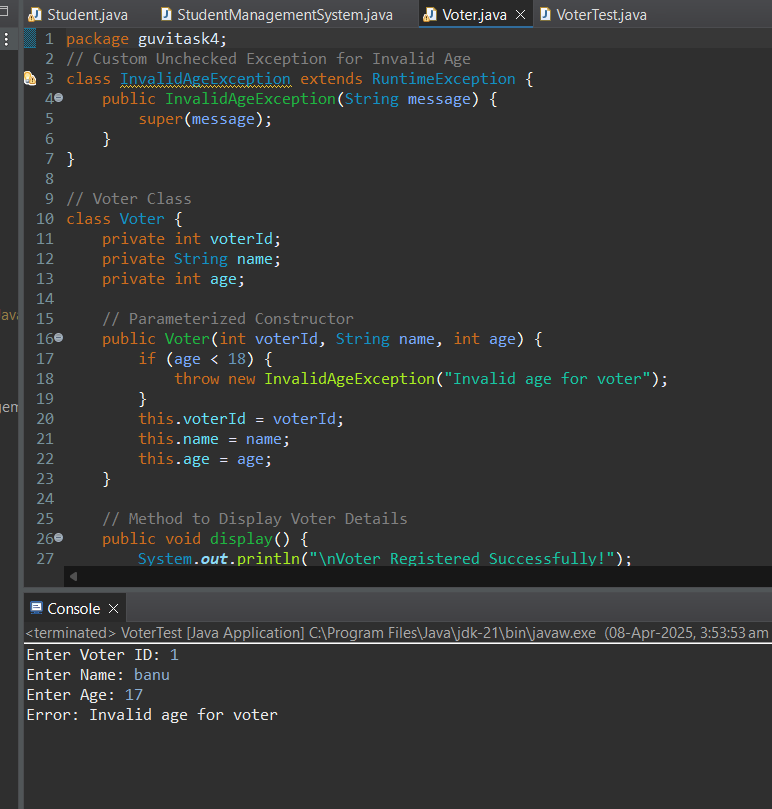 Student.java StudentManagementSystem.java Voter.java VoterTest.java
1 package guvitask4;
2 // Custom Unchecked Exception for Invalid Age
3 class InvalidAgeException extends RuntimeException {
4 public InvalidAgeException(String message) {
5 super(message);
6 }
7 }
8
9 // Voter Class
10 class Voter {
11 private int voterId;
12 private String name;
13 private int age;
14
15 // Parameterized Constructor
16 public Voter(int voterId, String name, int age) {
17 if (age < 18) {
18 throw new InvalidAgeException("Invalid age for voter");
19 }
20 this.voterId = voterId;
21 this.name = name;
22 this.age = age;
23 }
24
25 // Method to Display Voter Details
26 public void display() {
27 System.out.println("\nVoter Registered Successfully!");
Console
<terminated> VoterTest [Java Application] C:\Program Files\Java\jdk-21\bin\javaw.exe (08-Apr-2025, 3:53:53 am
Enter Voter ID: 1
Enter Name: banu
Enter Age: 17
Error: Invalid age for voter